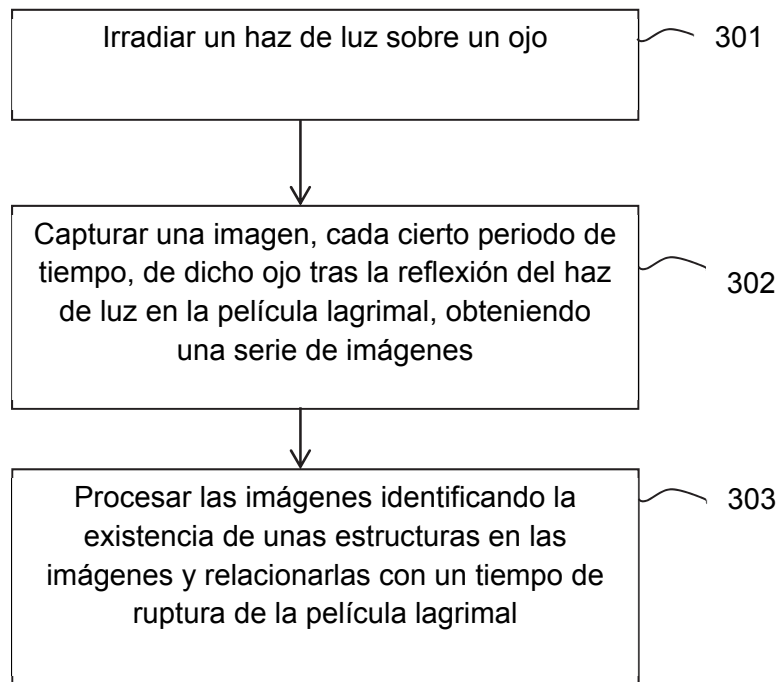 Irradiar un haz de luz sobre un ojo
301
Capturar una imagen, cada cierto periodo de
tiempo, de dicho ojo tras la reflexión del haz
de luz en la película lagrimal, obteniendo
una serie de imágenes
302
Procesar las imágenes identificando la
existencia de unas estructuras en las
imágenes y relacionarlas con un tiempo de
ruptura de la película lagrimal
303